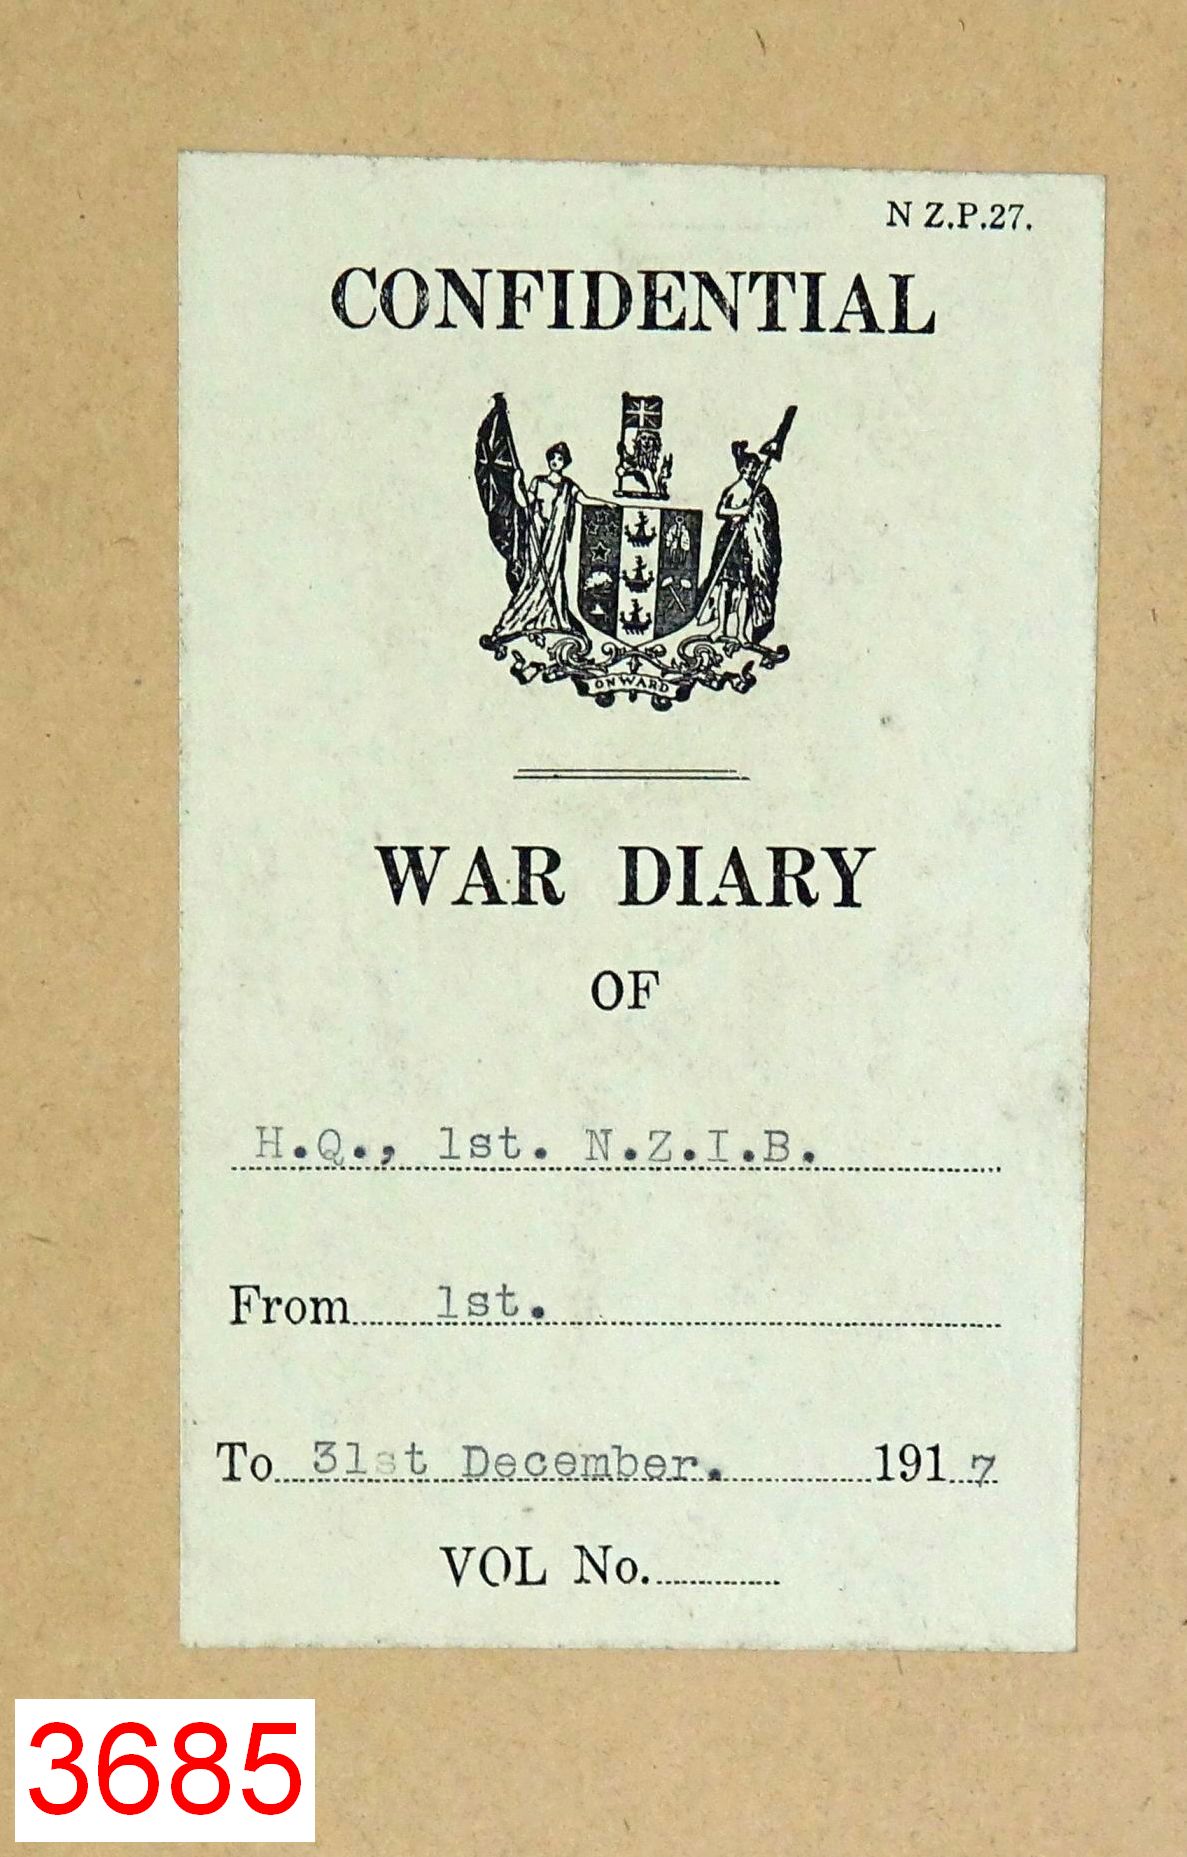 N Z.P.27.
CONFIDENTIAL
ONWARD
WAR DIARY
OF
H.Q., 1st. N.Z.I.B.
From 1st.
To 31st December. 1917
VOL No.
3685